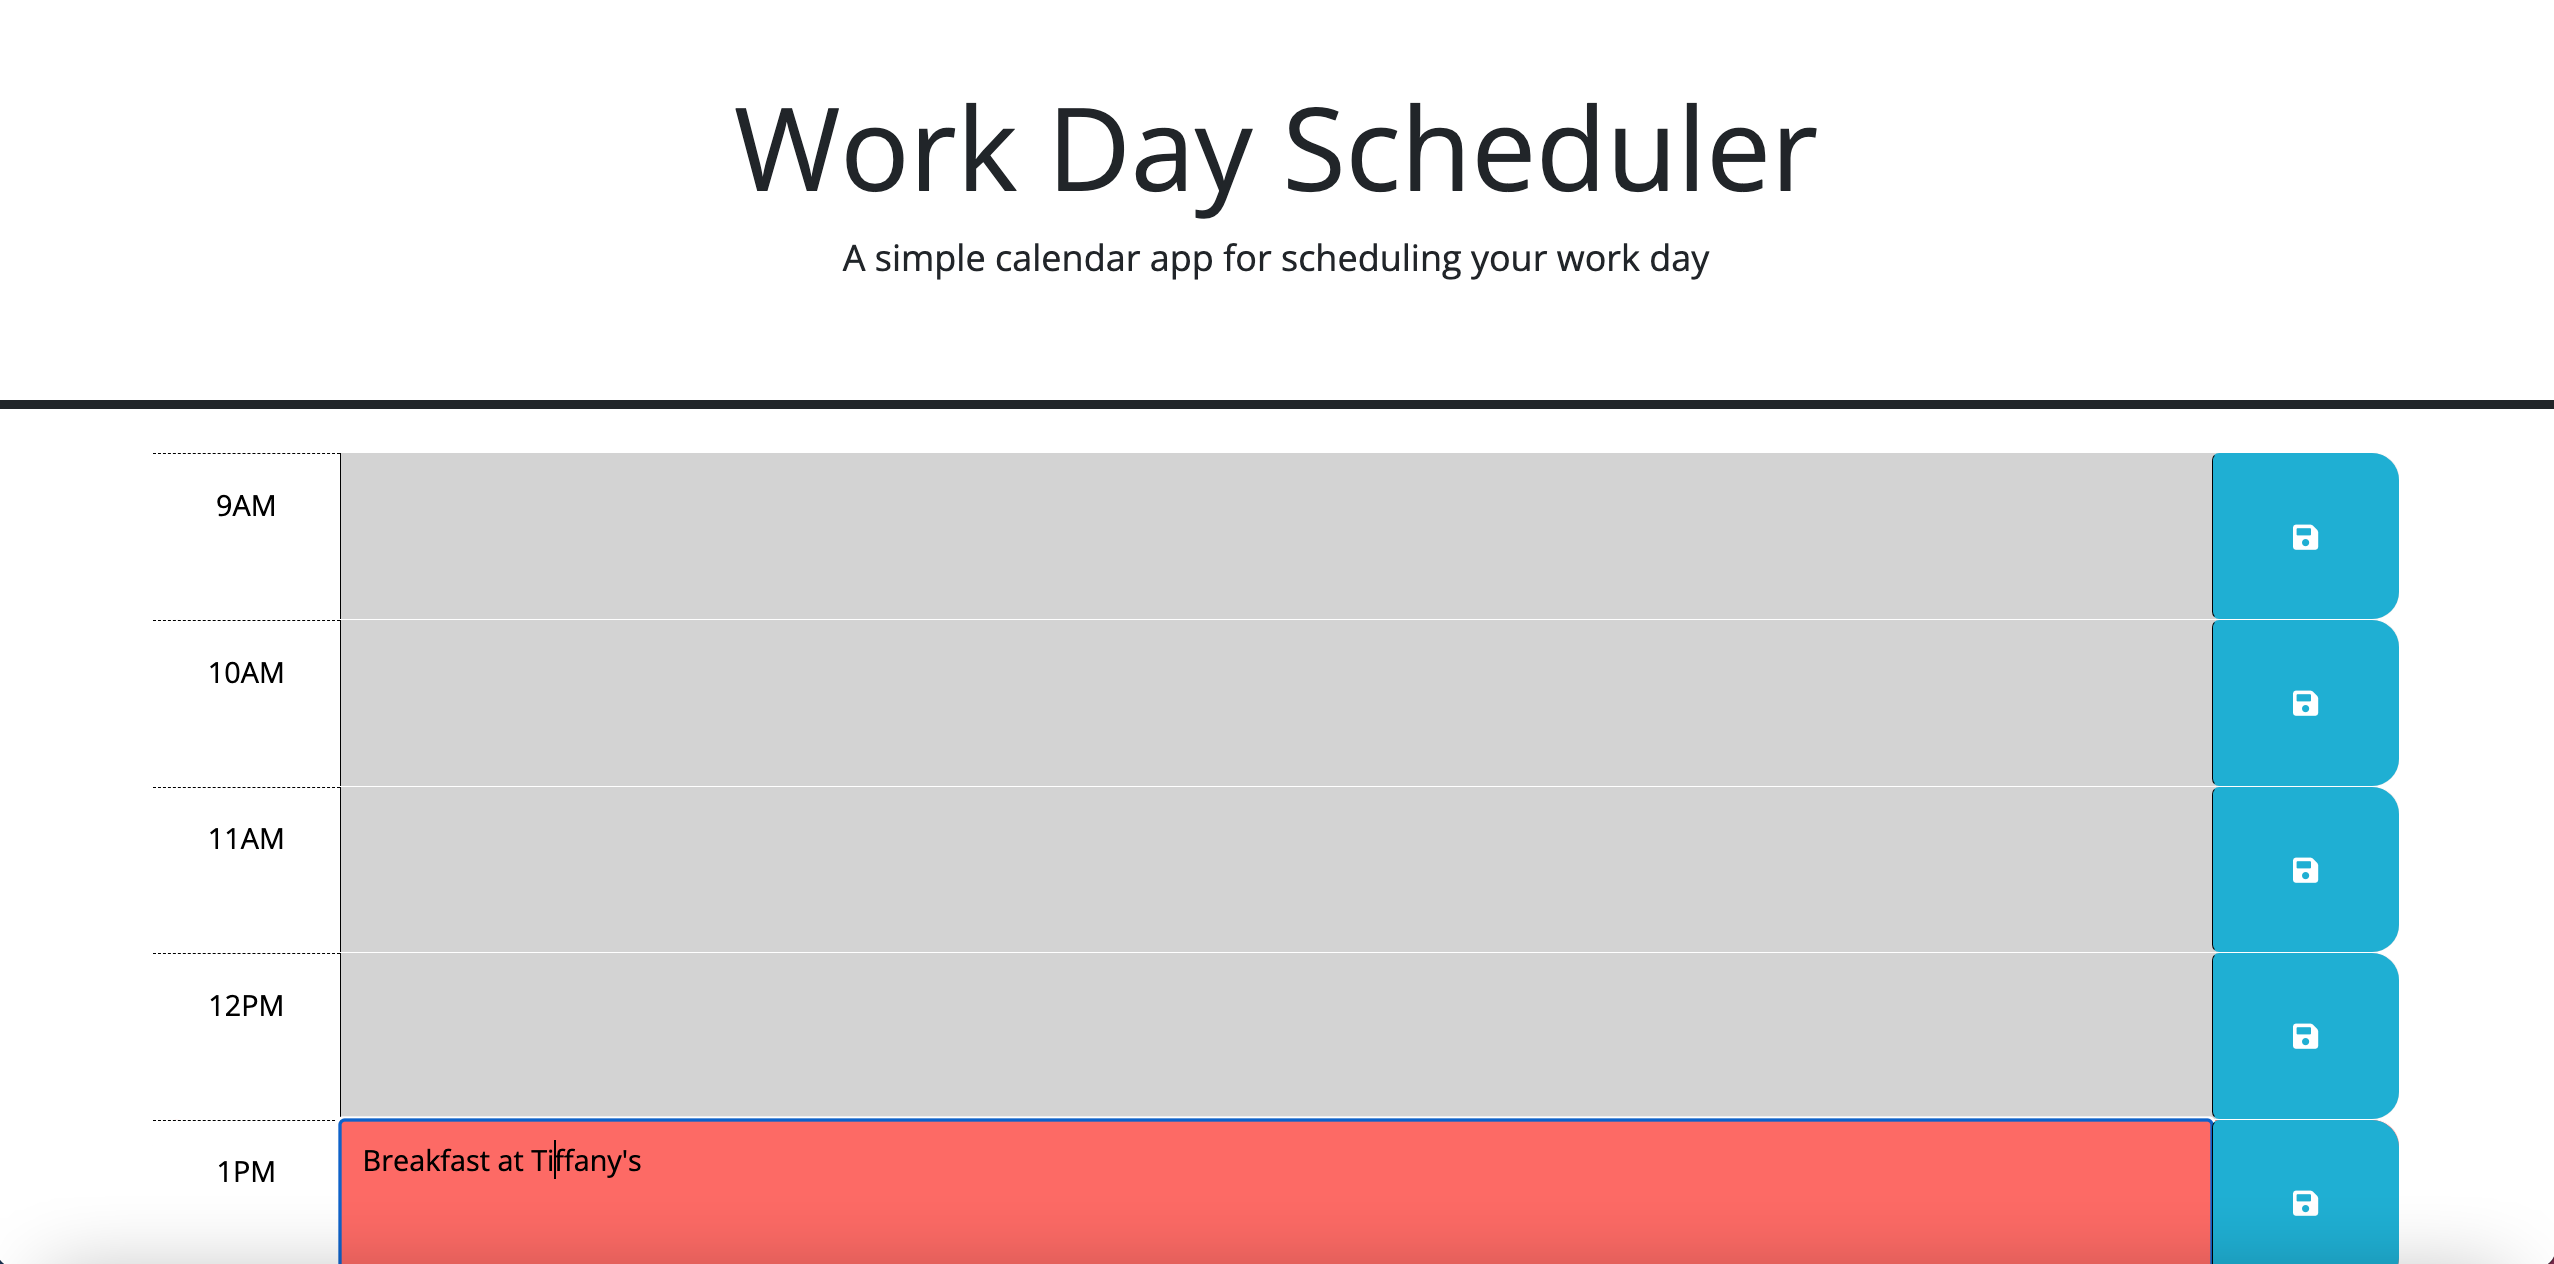 Work Day Scheduler
A simple calendar app for scheduling your work day
9AM
10AM
11AM
12PM
1PM
Breakfast at Tiffany's